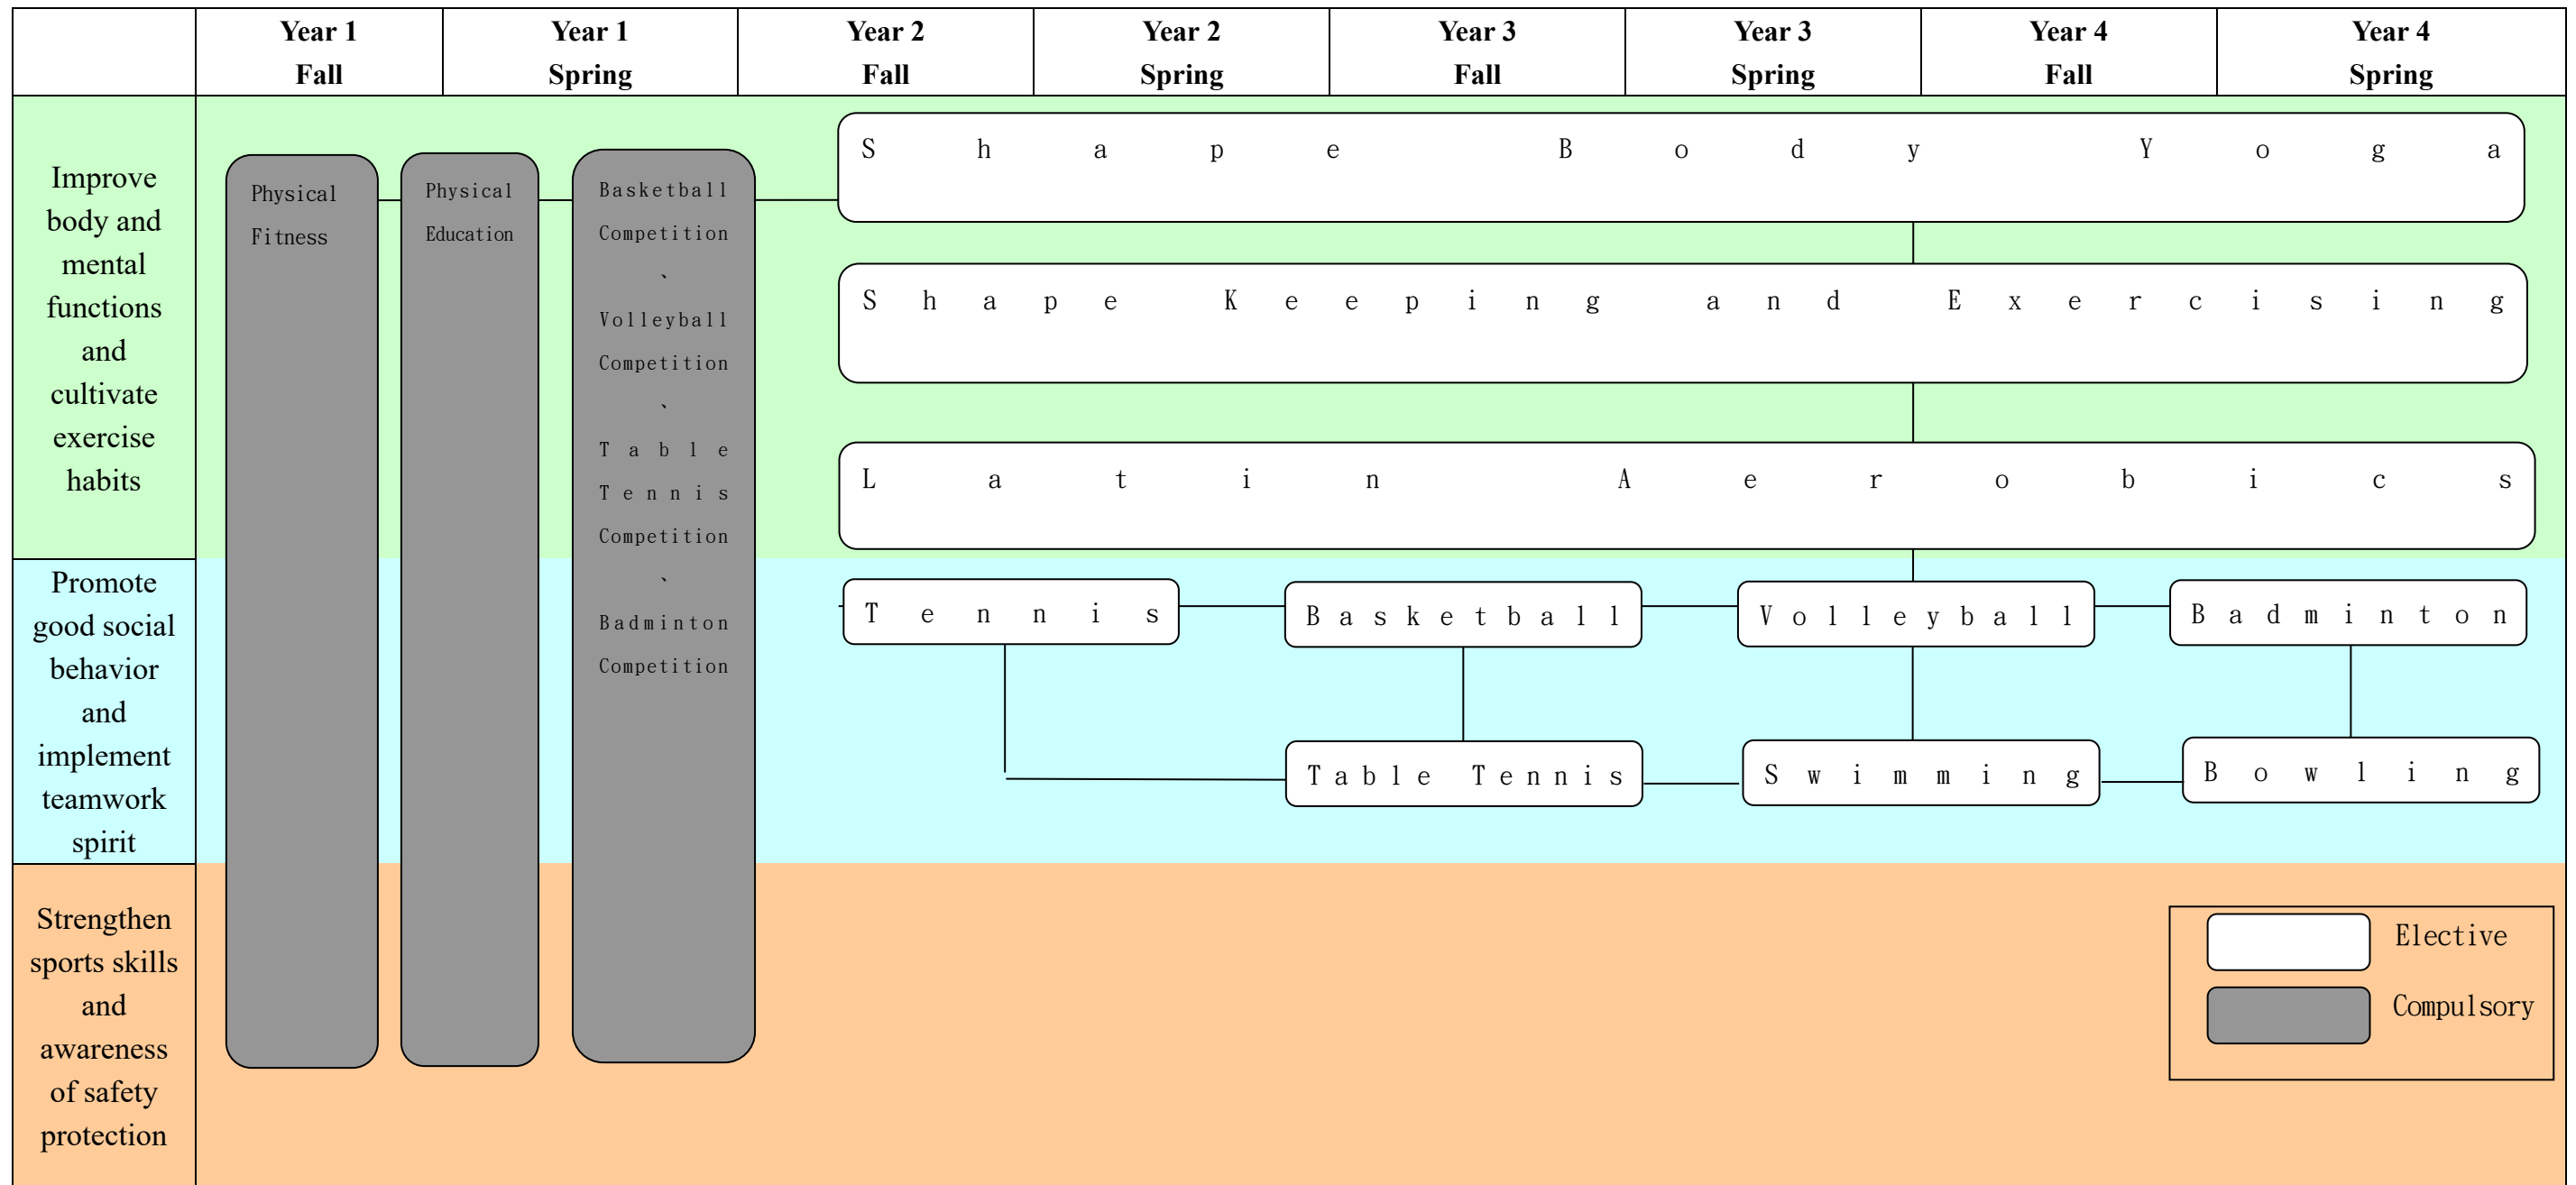 Year 1
Fall
Year 1
Spring
Year 2
Fall
Year 2
Spring
Year 3
Fall
Year 3
Spring
Year 4
Fall
Year 4
Spring
Improve
body and
mental
functions
and
cultivate
exercise
habits
Physical
Fitness
Physical
Education
Basketball
Competition
、
Volleyball
Competition
、
Table
Tennis
Competition
、
Badminton
Competition
Shape Body Yoga
Shape Keeping and Exercising
Latin Aerobics
Promote
good social
behavior
and
implement
teamwork
spirit
Tennis
Basketball
Volleyball
Badminton
Table Tennis
Swimming
Bowling
Strengthen
sports skills
and
awareness
of safety
protection
Elective
Compulsory